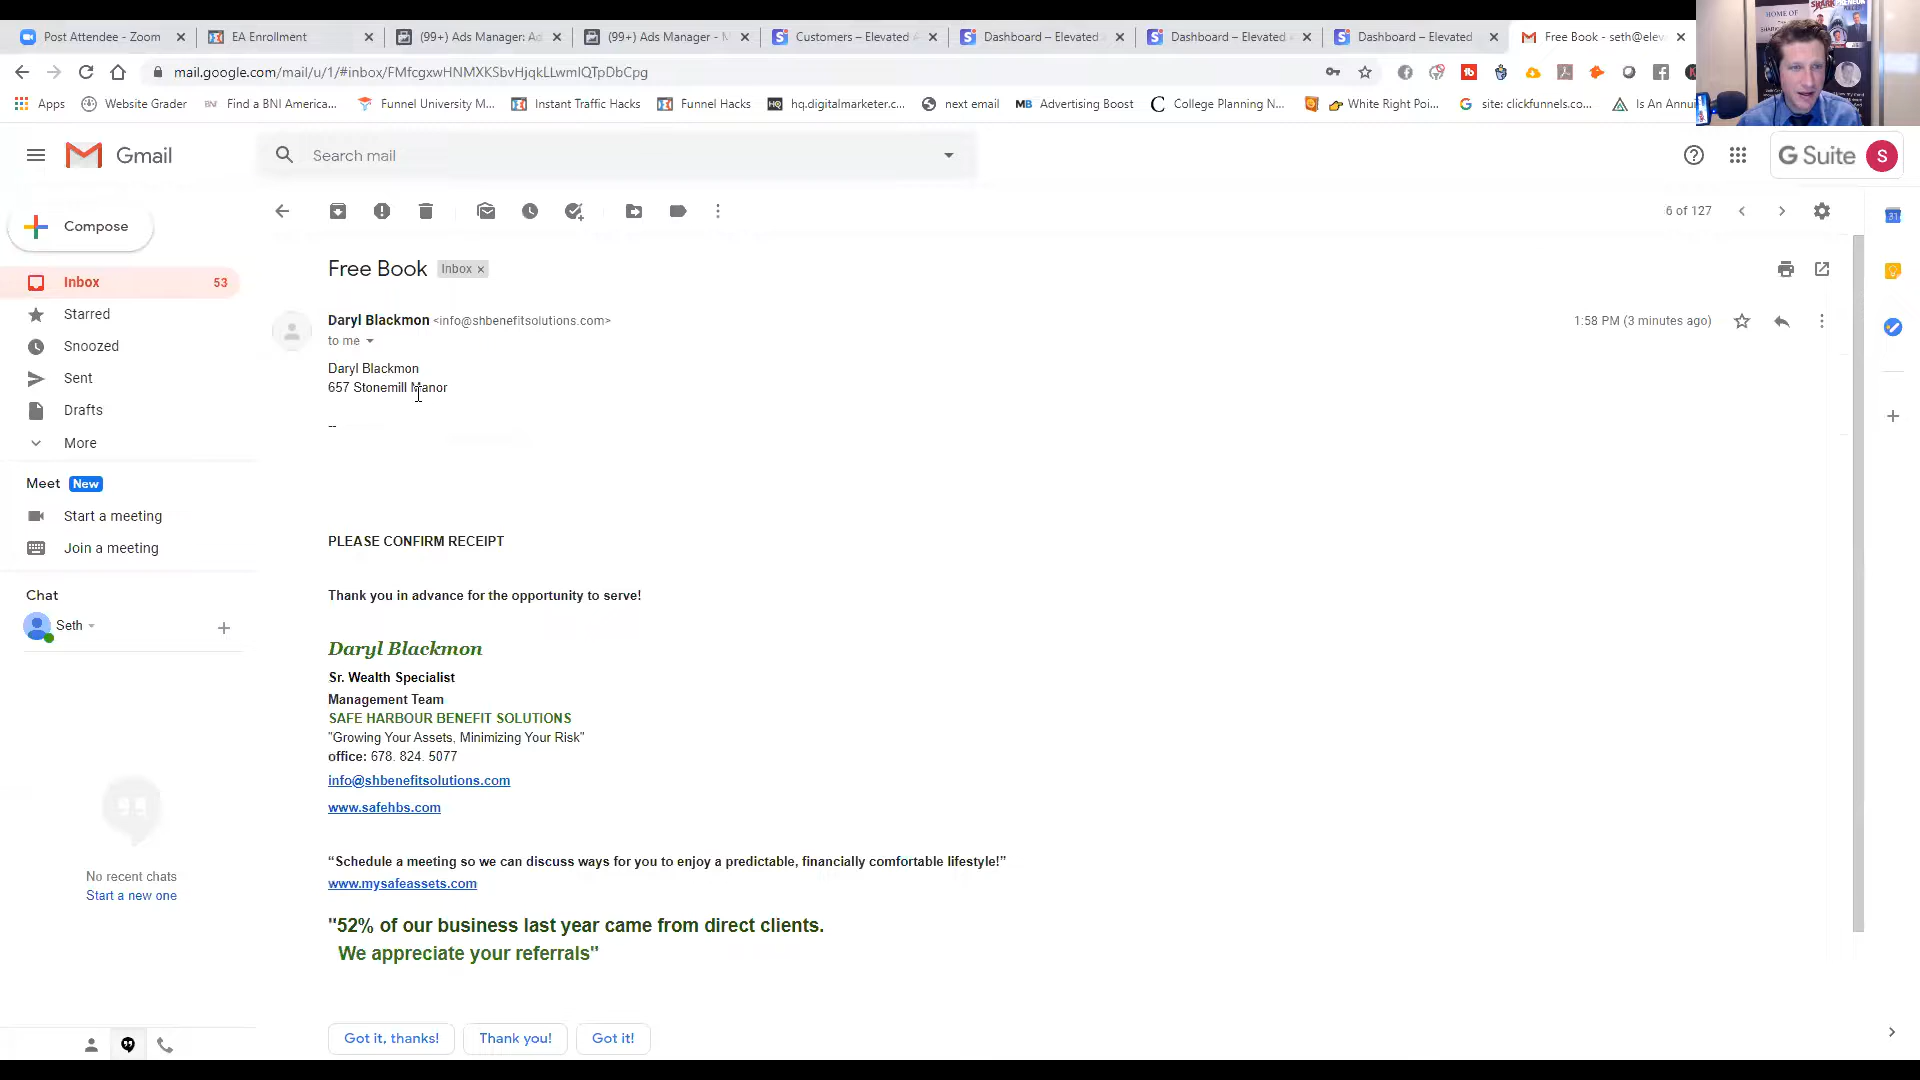 Post Attendee - Zoom
EA Enrollment
(99+) Ads Manager: Ad
(99+) Ads Manager - M
Customers – Elevated A
Dashboard – Elevated A
Dashboard – Elevated A
Dashboard – Elevated
Free Book - seth@elev
mail.google.com/mail/u/1/#inbox/FMfcgxwHNMXKSbvHjqkLLwmlQTpDbCpg
Apps
Website Grader
Find a BNI America...
Funnel University M...
Instant Traffic Hacks
Funnel Hacks
hq.digitalmarketer.c...
next email
MB Advertising Boost
College Planning N...
White Right Poi...
site: clickfunnels.co...
Is An Annu
HOME OF
Gmail
Search mail
G Suite
S
Compose
6 of 127
Inbox 53
Starred
Snoozed
Sent
Drafts
More
Meet New
Start a meeting
Join a meeting
Chat
Seth
No recent chats
Start a new one
Free Book Inbox x
Daryl Blackmon <info@shbenefitsolutions.com>
1:58 PM (3 minutes ago)
to me
Daryl Blackmon
657 Stonemill Manor
--
PLEASE CONFIRM RECEIPT
Thank you in advance for the opportunity to serve!
Daryl Blackmon
Sr. Wealth Specialist
Management Team
SAFE HARBOUR BENEFIT SOLUTIONS
"Growing Your Assets, Minimizing Your Risk"
office: 678. 824. 5077
info@shbenefitsolutions.com
www.safehbs.com
“Schedule a meeting so we can discuss ways for you to enjoy a predictable, financially comfortable lifestyle!”
www.mysafeassets.com
"52% of our business last year came from direct clients.
We appreciate your referrals"
Got it, thanks!
Thank you!
Got it!